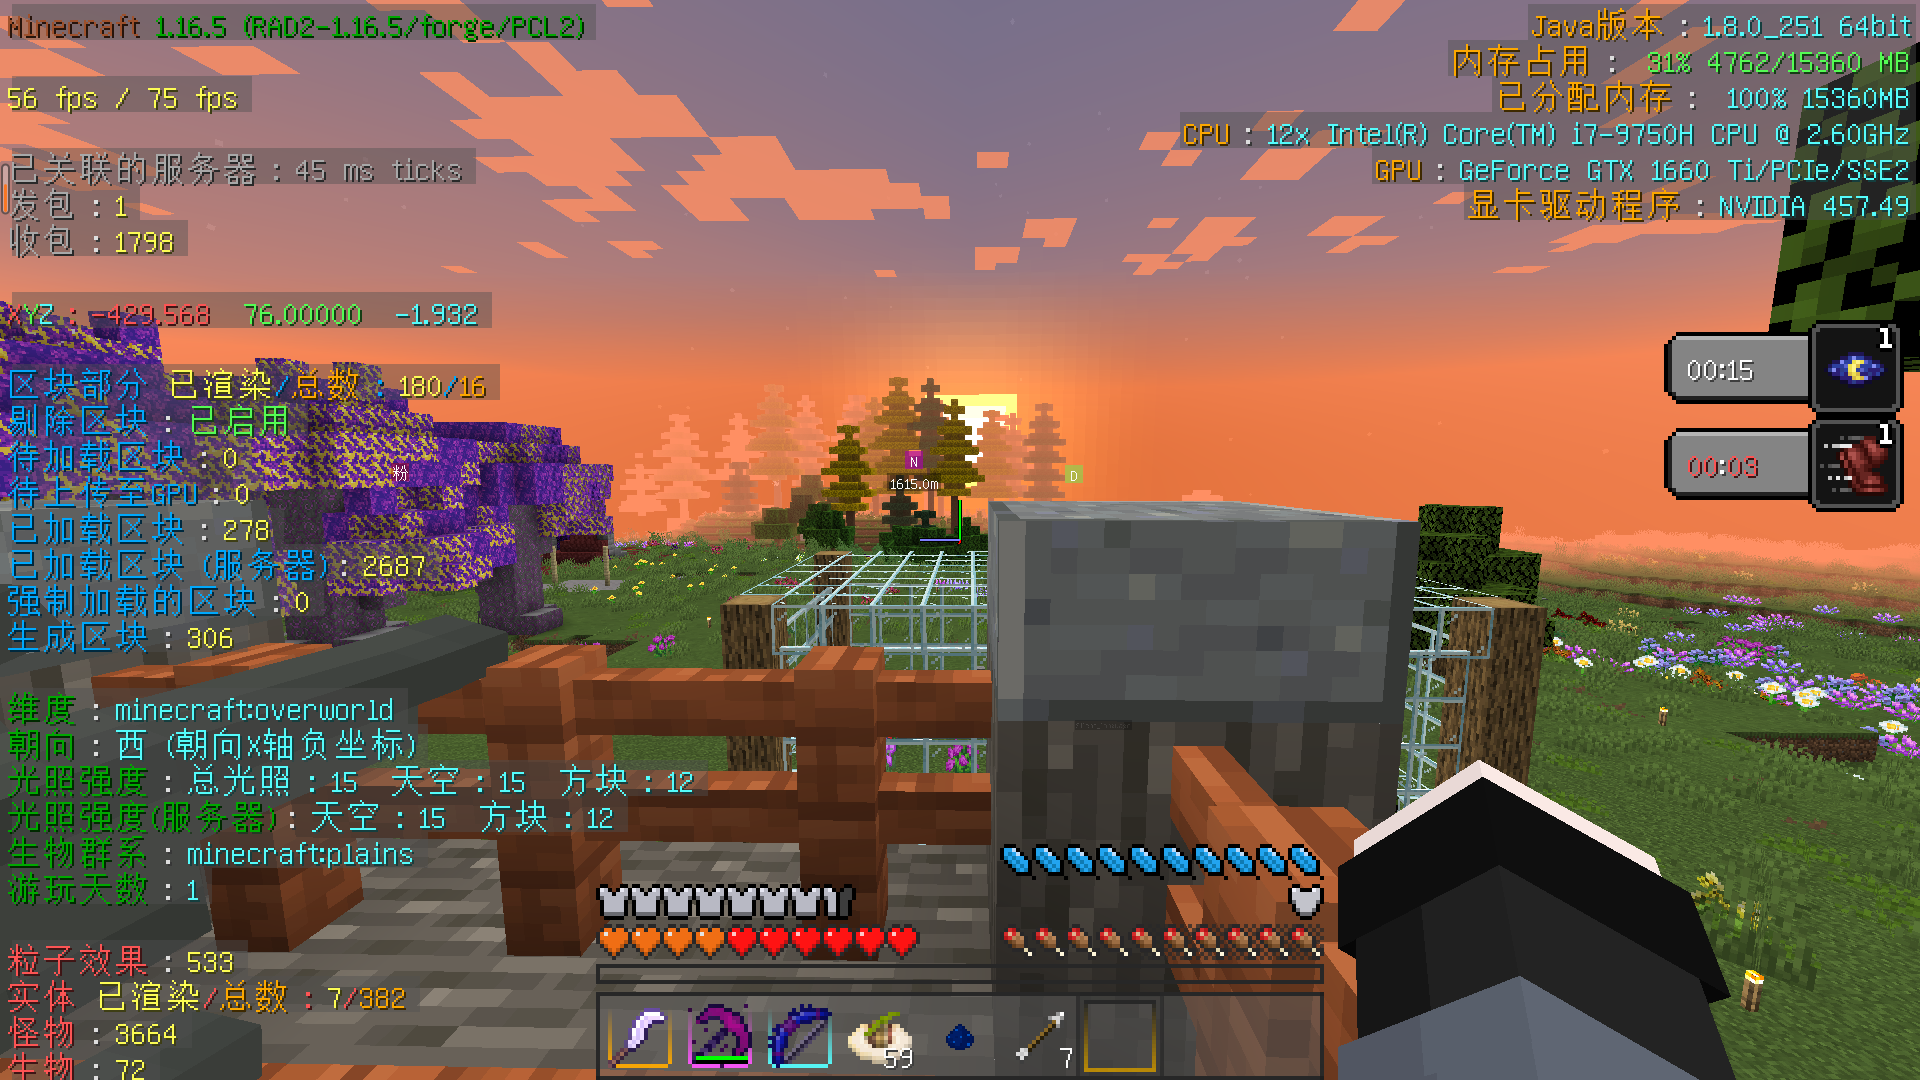 Minecraft 1.16.5 (RAD2-1.16.5/forge/PCL2)
56 fps / 75 fps
已关联的服务器 : 45 ms ticks
发包 : 1
收包 : 1798
XYZ : -429.568 76.00000 -1.932
区块部分 已渲染/总数 : 180/16
剔除区块 : 已启用
待加载区块 : 0
待上传至GPU : 0
已加载区块 : 278
已加载区块 (服务器) : 2687
强制加载的区块 : 0
生成区块 : 306
维度 : minecraft:overworld
朝向 : 西 (朝向X轴负坐标)
光照强度 : 总光照 : 15 天空 : 15 方块 : 12
光照强度(服务器) : 天空 : 15 方块 : 12
生物群系 : minecraft:plains
游玩天数 : 1
粒子效果 : 533
实体 已渲染/总数 : 7/382
怪物 : 3664
生物 : 72
Java版本 : 1.8.0_251 64bit
内存占用 : 31% 4762/15360 MB
已分配内存 : 100% 15360MB
CPU : 12x Intel(R) Core(TM) i7-9750H CPU @ 2.60GHz
GPU : GeForce GTX 1660 Ti/PCIe/SSE2
显卡驱动程序 : NVIDIA 457.49
00:15
1
00:03
1
粉
N
1615.0m
D
59
7